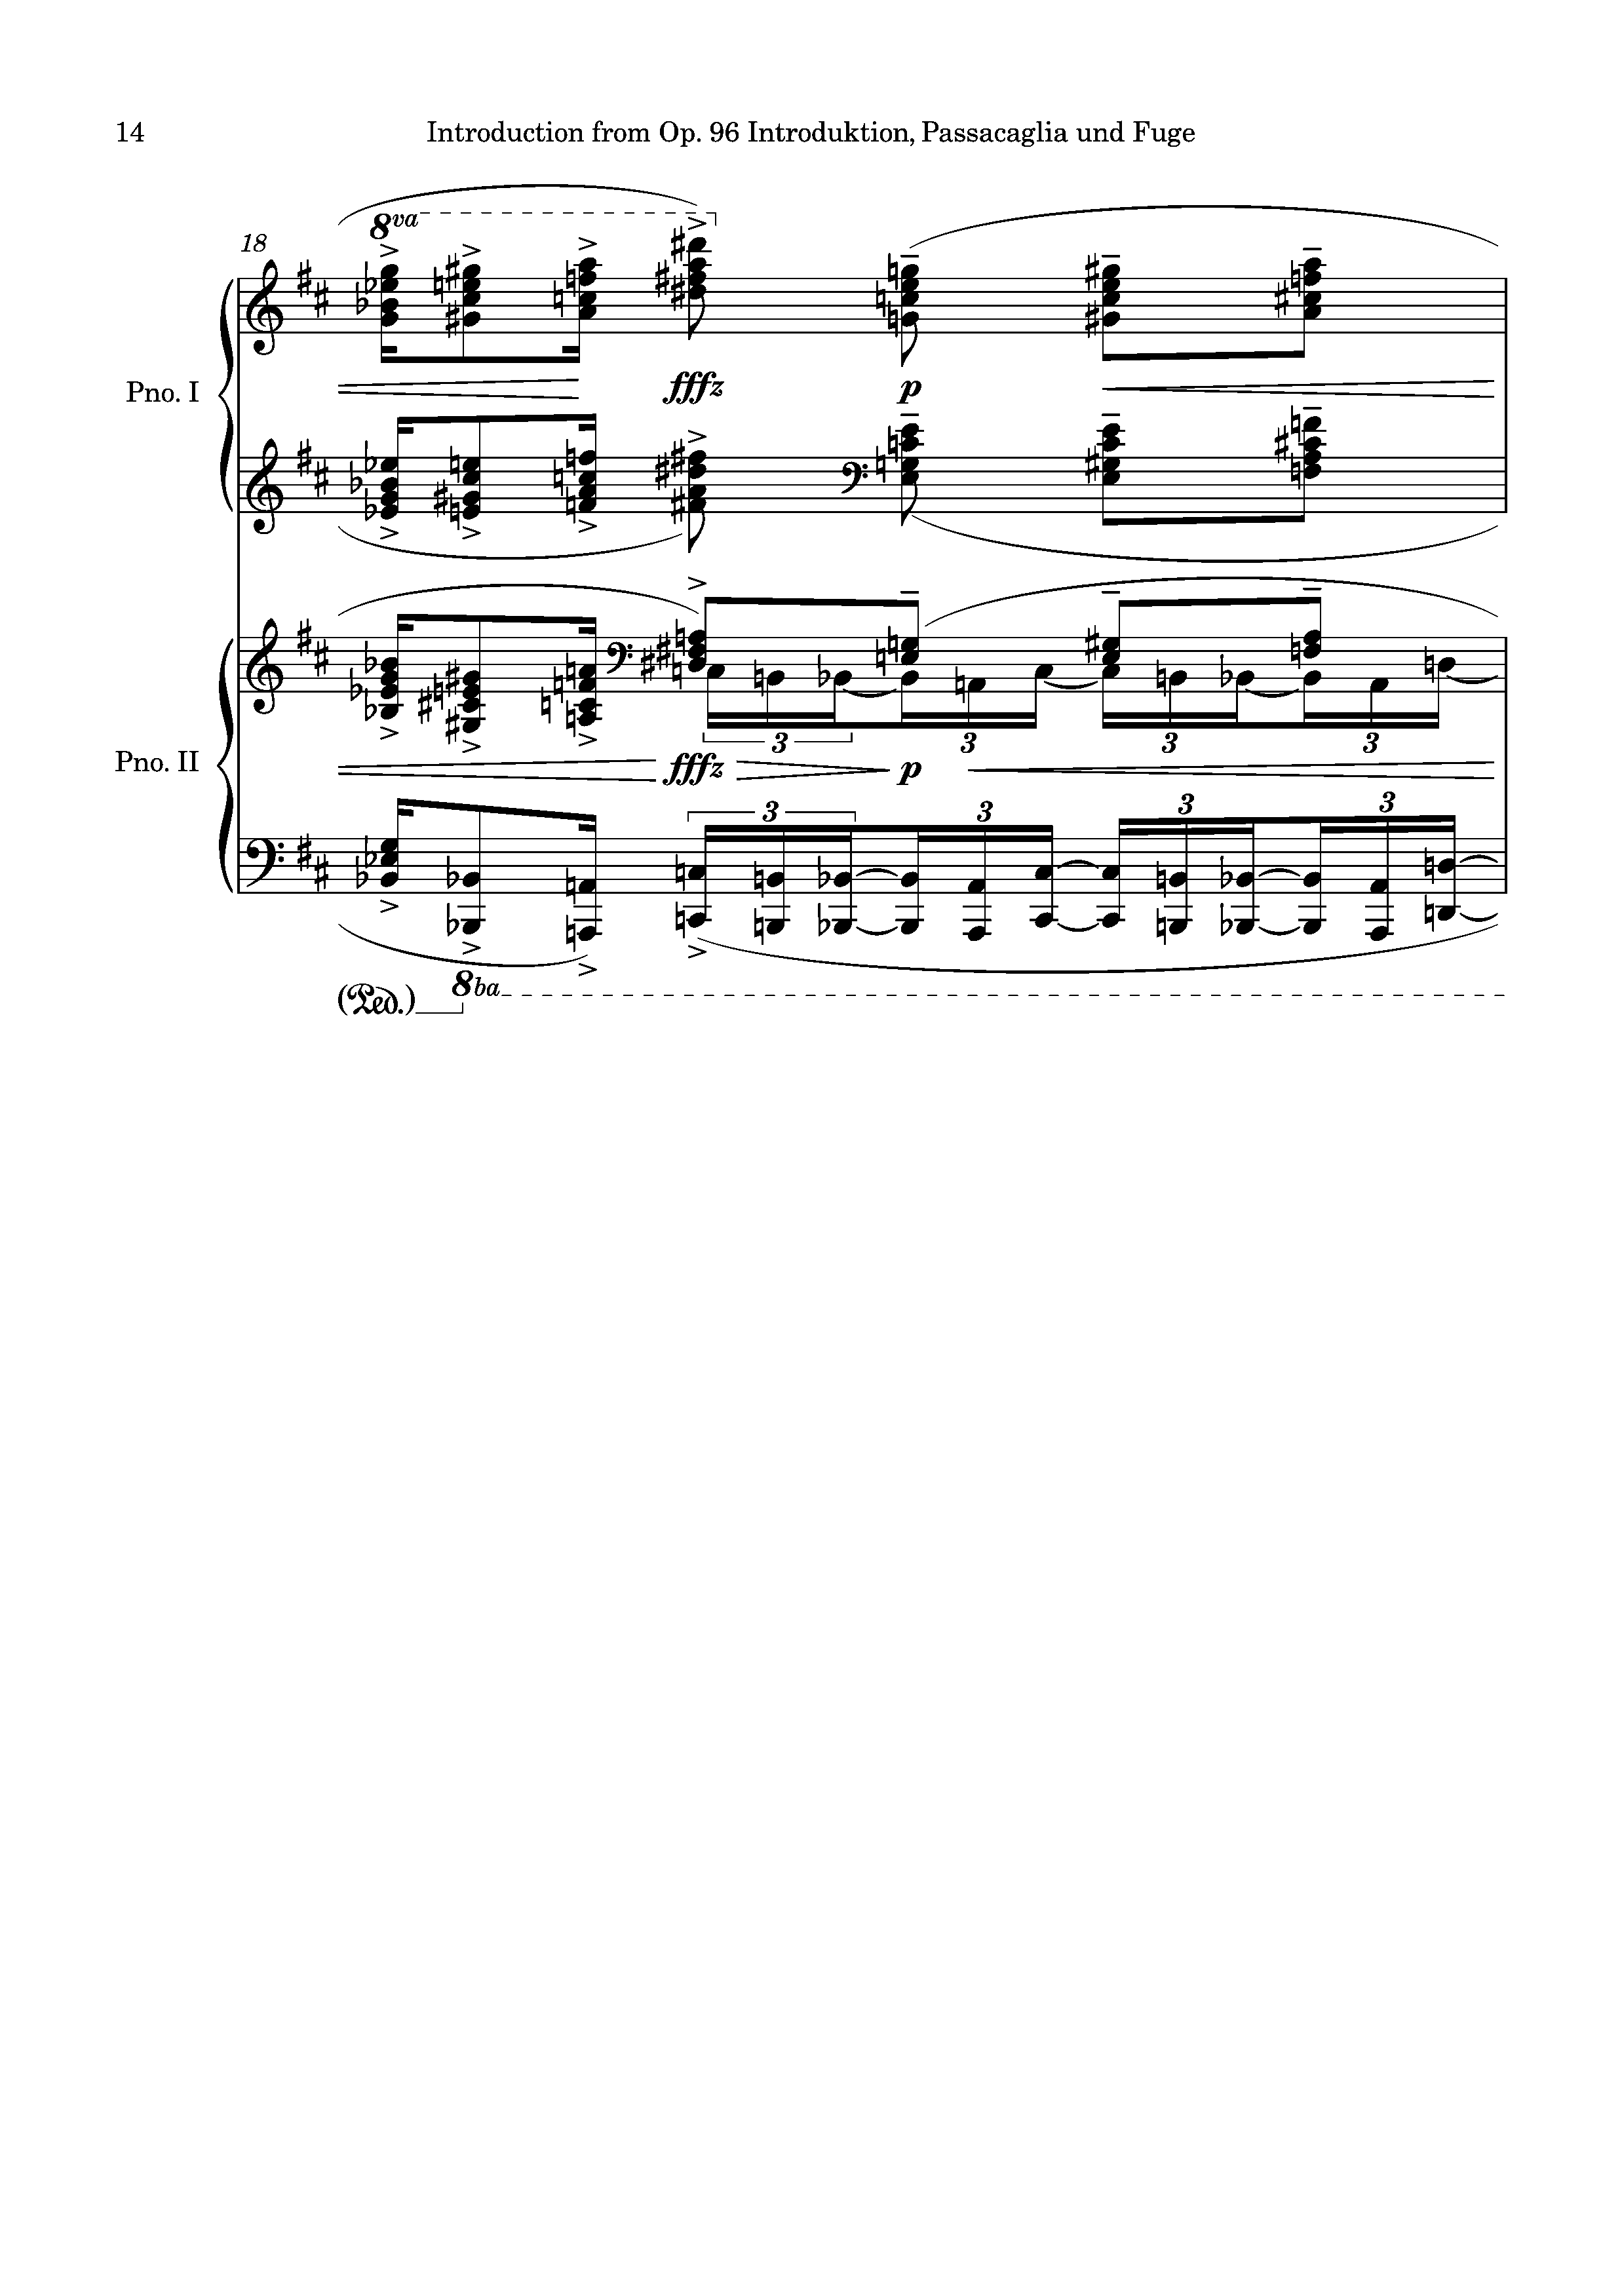 14 Introduction from Op. 96 Introduktion, Passacaglia und Fuge
18
8va
Pno. I
fffz p
Pno. II
3 3 3 3
fffz p
3 3 3 3
(Ped.) 8ba